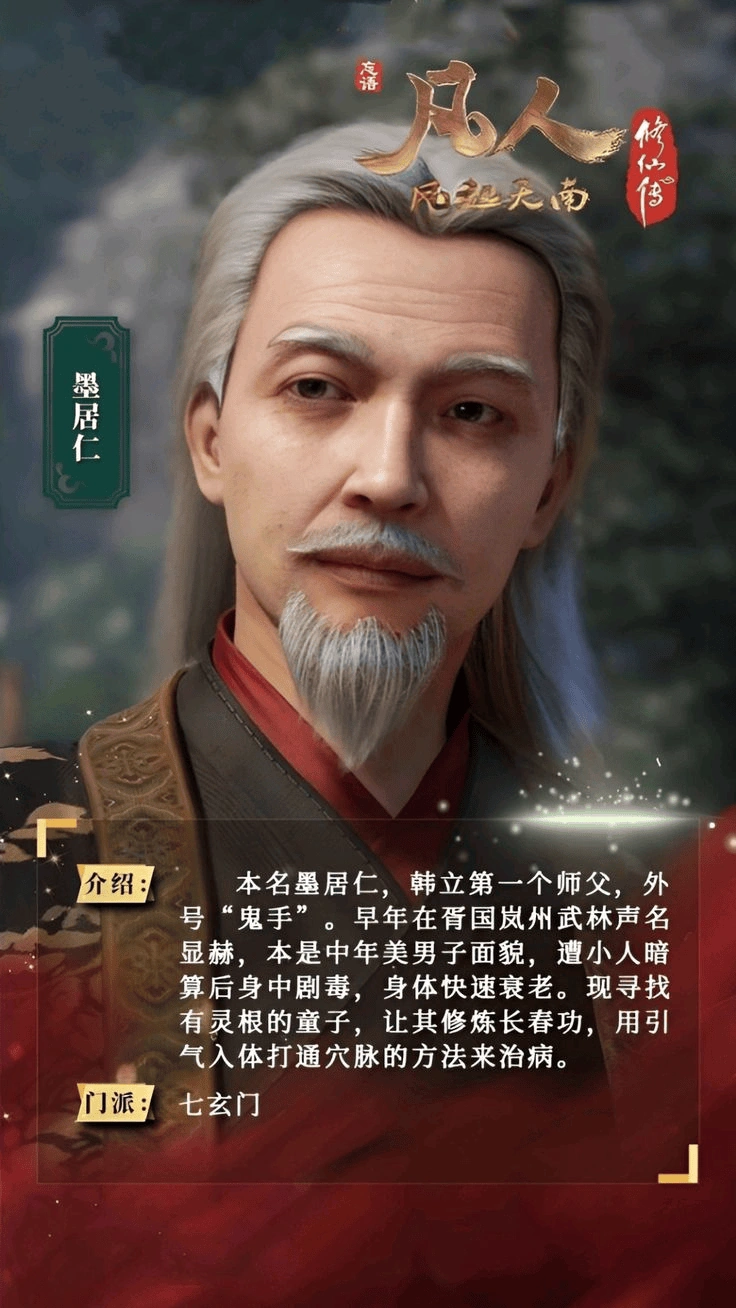 忘语
凡人
修仙传
风起天南
墨居仁
介绍：
本名墨居仁，韩立第一个师父，外
号“鬼手”。早年在胥国岚州武林声名
显赫，本是中年美男子面貌，遭小人暗
算后身中剧毒，身体快速衰老。现寻找
有灵根的童子，让其修炼长春功，用引
气入体打通穴脉的方法来治病。
门派：七玄门